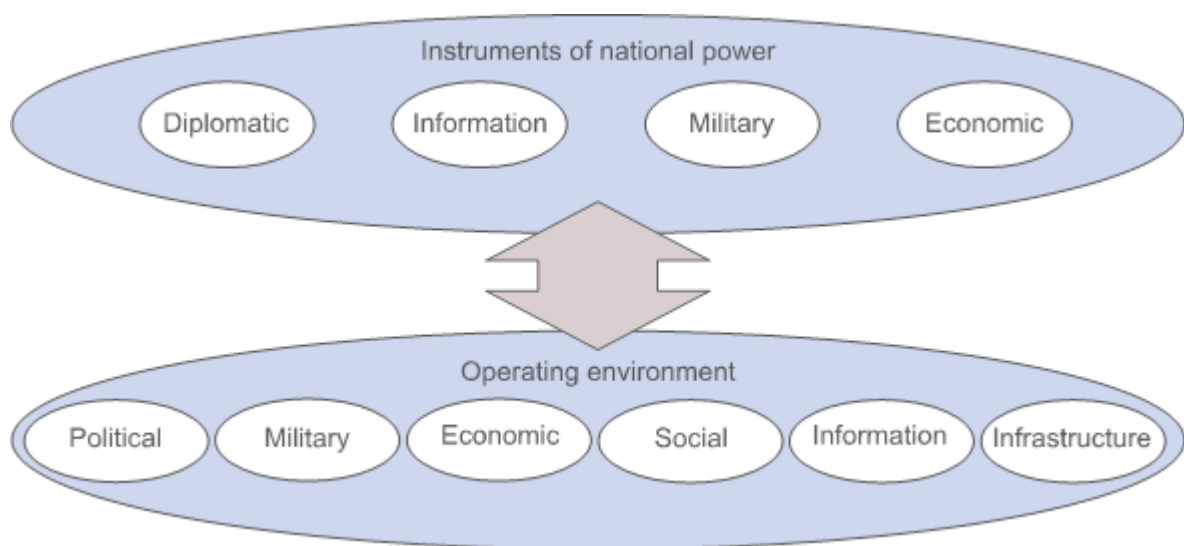 Instruments of national power
Diplomatic
Information
Military
Economic
Operating environment
Political
Military
Economic
Social
Information
Infrastructure